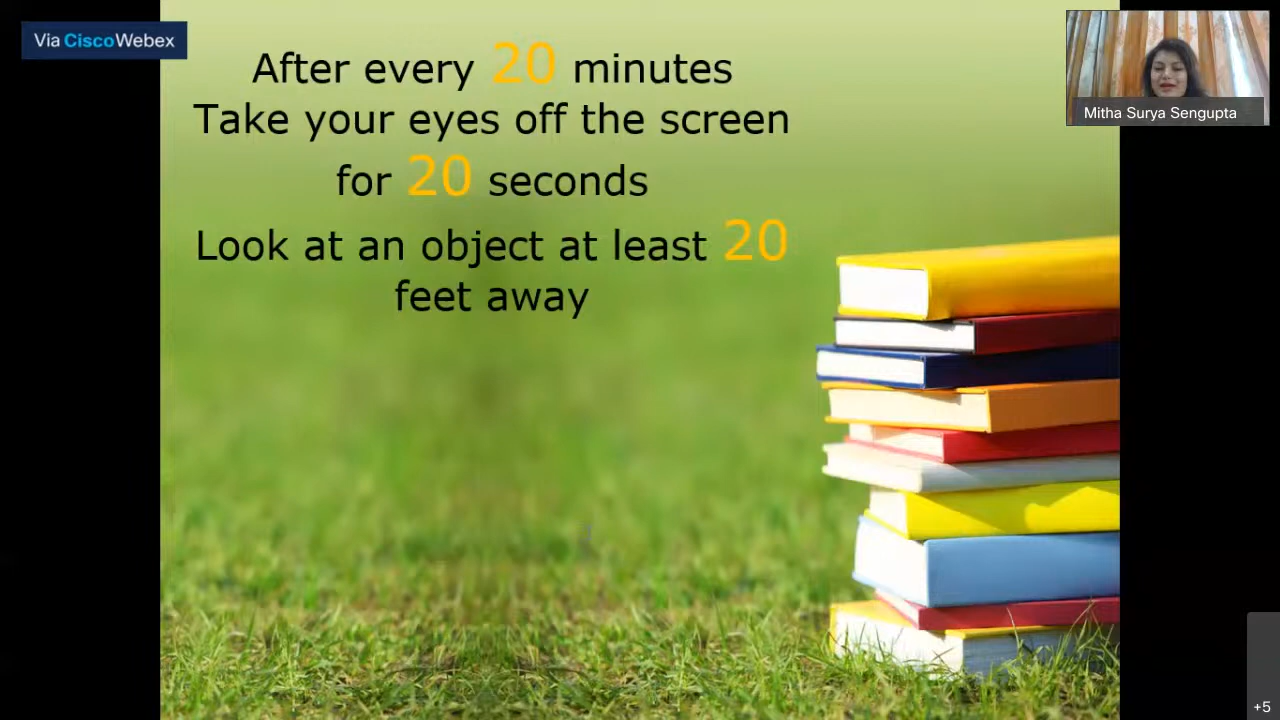 Via CiscoWebex
After every 20 minutes
Take your eyes off the screen
for 20 seconds
Look at an object at least 20
feet away
Mitha Surya Sengupta
+5